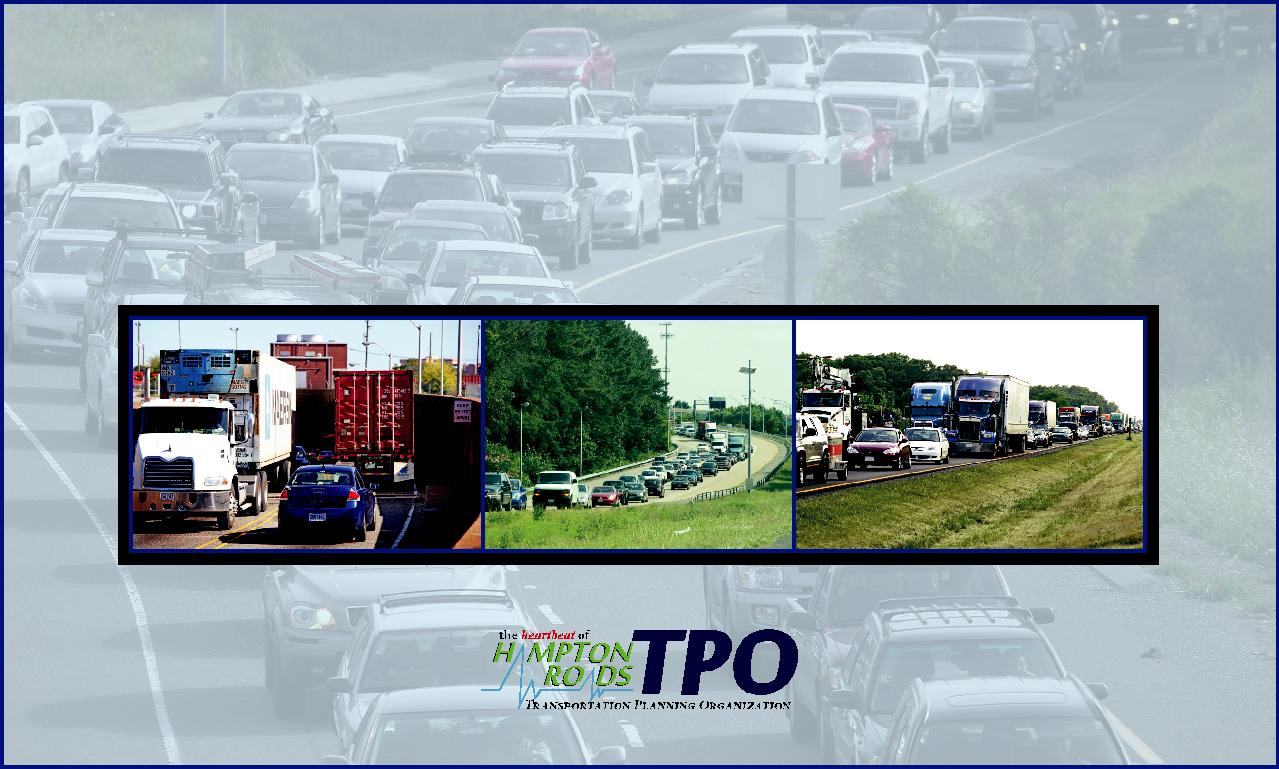 the heartbeat of
HAMPTON
ROADS
TPO
TRANSPORTATION PLANNING ORGANIZATION